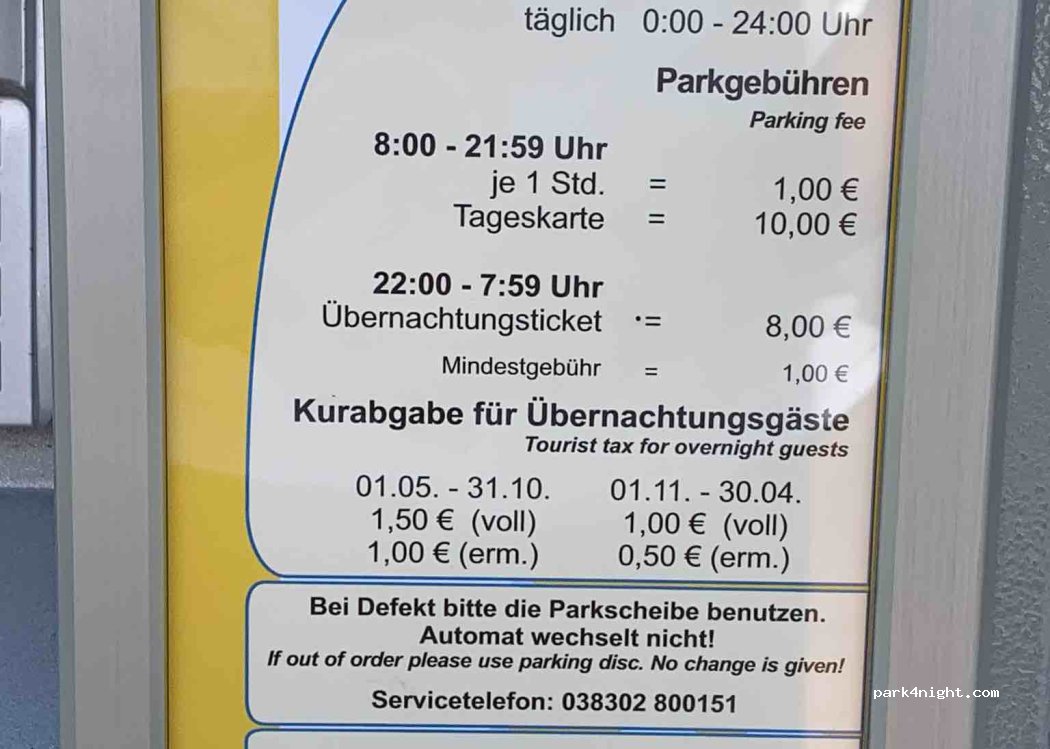 täglich 0:00 - 24:00 Uhr
Parkgebühren
Parking fee
8:00 - 21:59 Uhr
je 1 Std. = 1,00 €
Tageskarte = 10,00 €
22:00 - 7:59 Uhr
Übernachtungsticket = 8,00 €
Mindestgebühr = 1,00 €
Kurabgabe für Übernachtungsgäste
Tourist tax for overnight guests
01.05. - 31.10. 01.11. - 30.04.
1,50 € (voll) 1,00 € (voll)
1,00 € (erm.) 0,50 € (erm.)
Bei Defekt bitte die Parkscheibe benutzen.
Automat wechselt nicht!
If out of order please use parking disc. No change is given!
Servicetelefon: 038302 800151
park4night.com